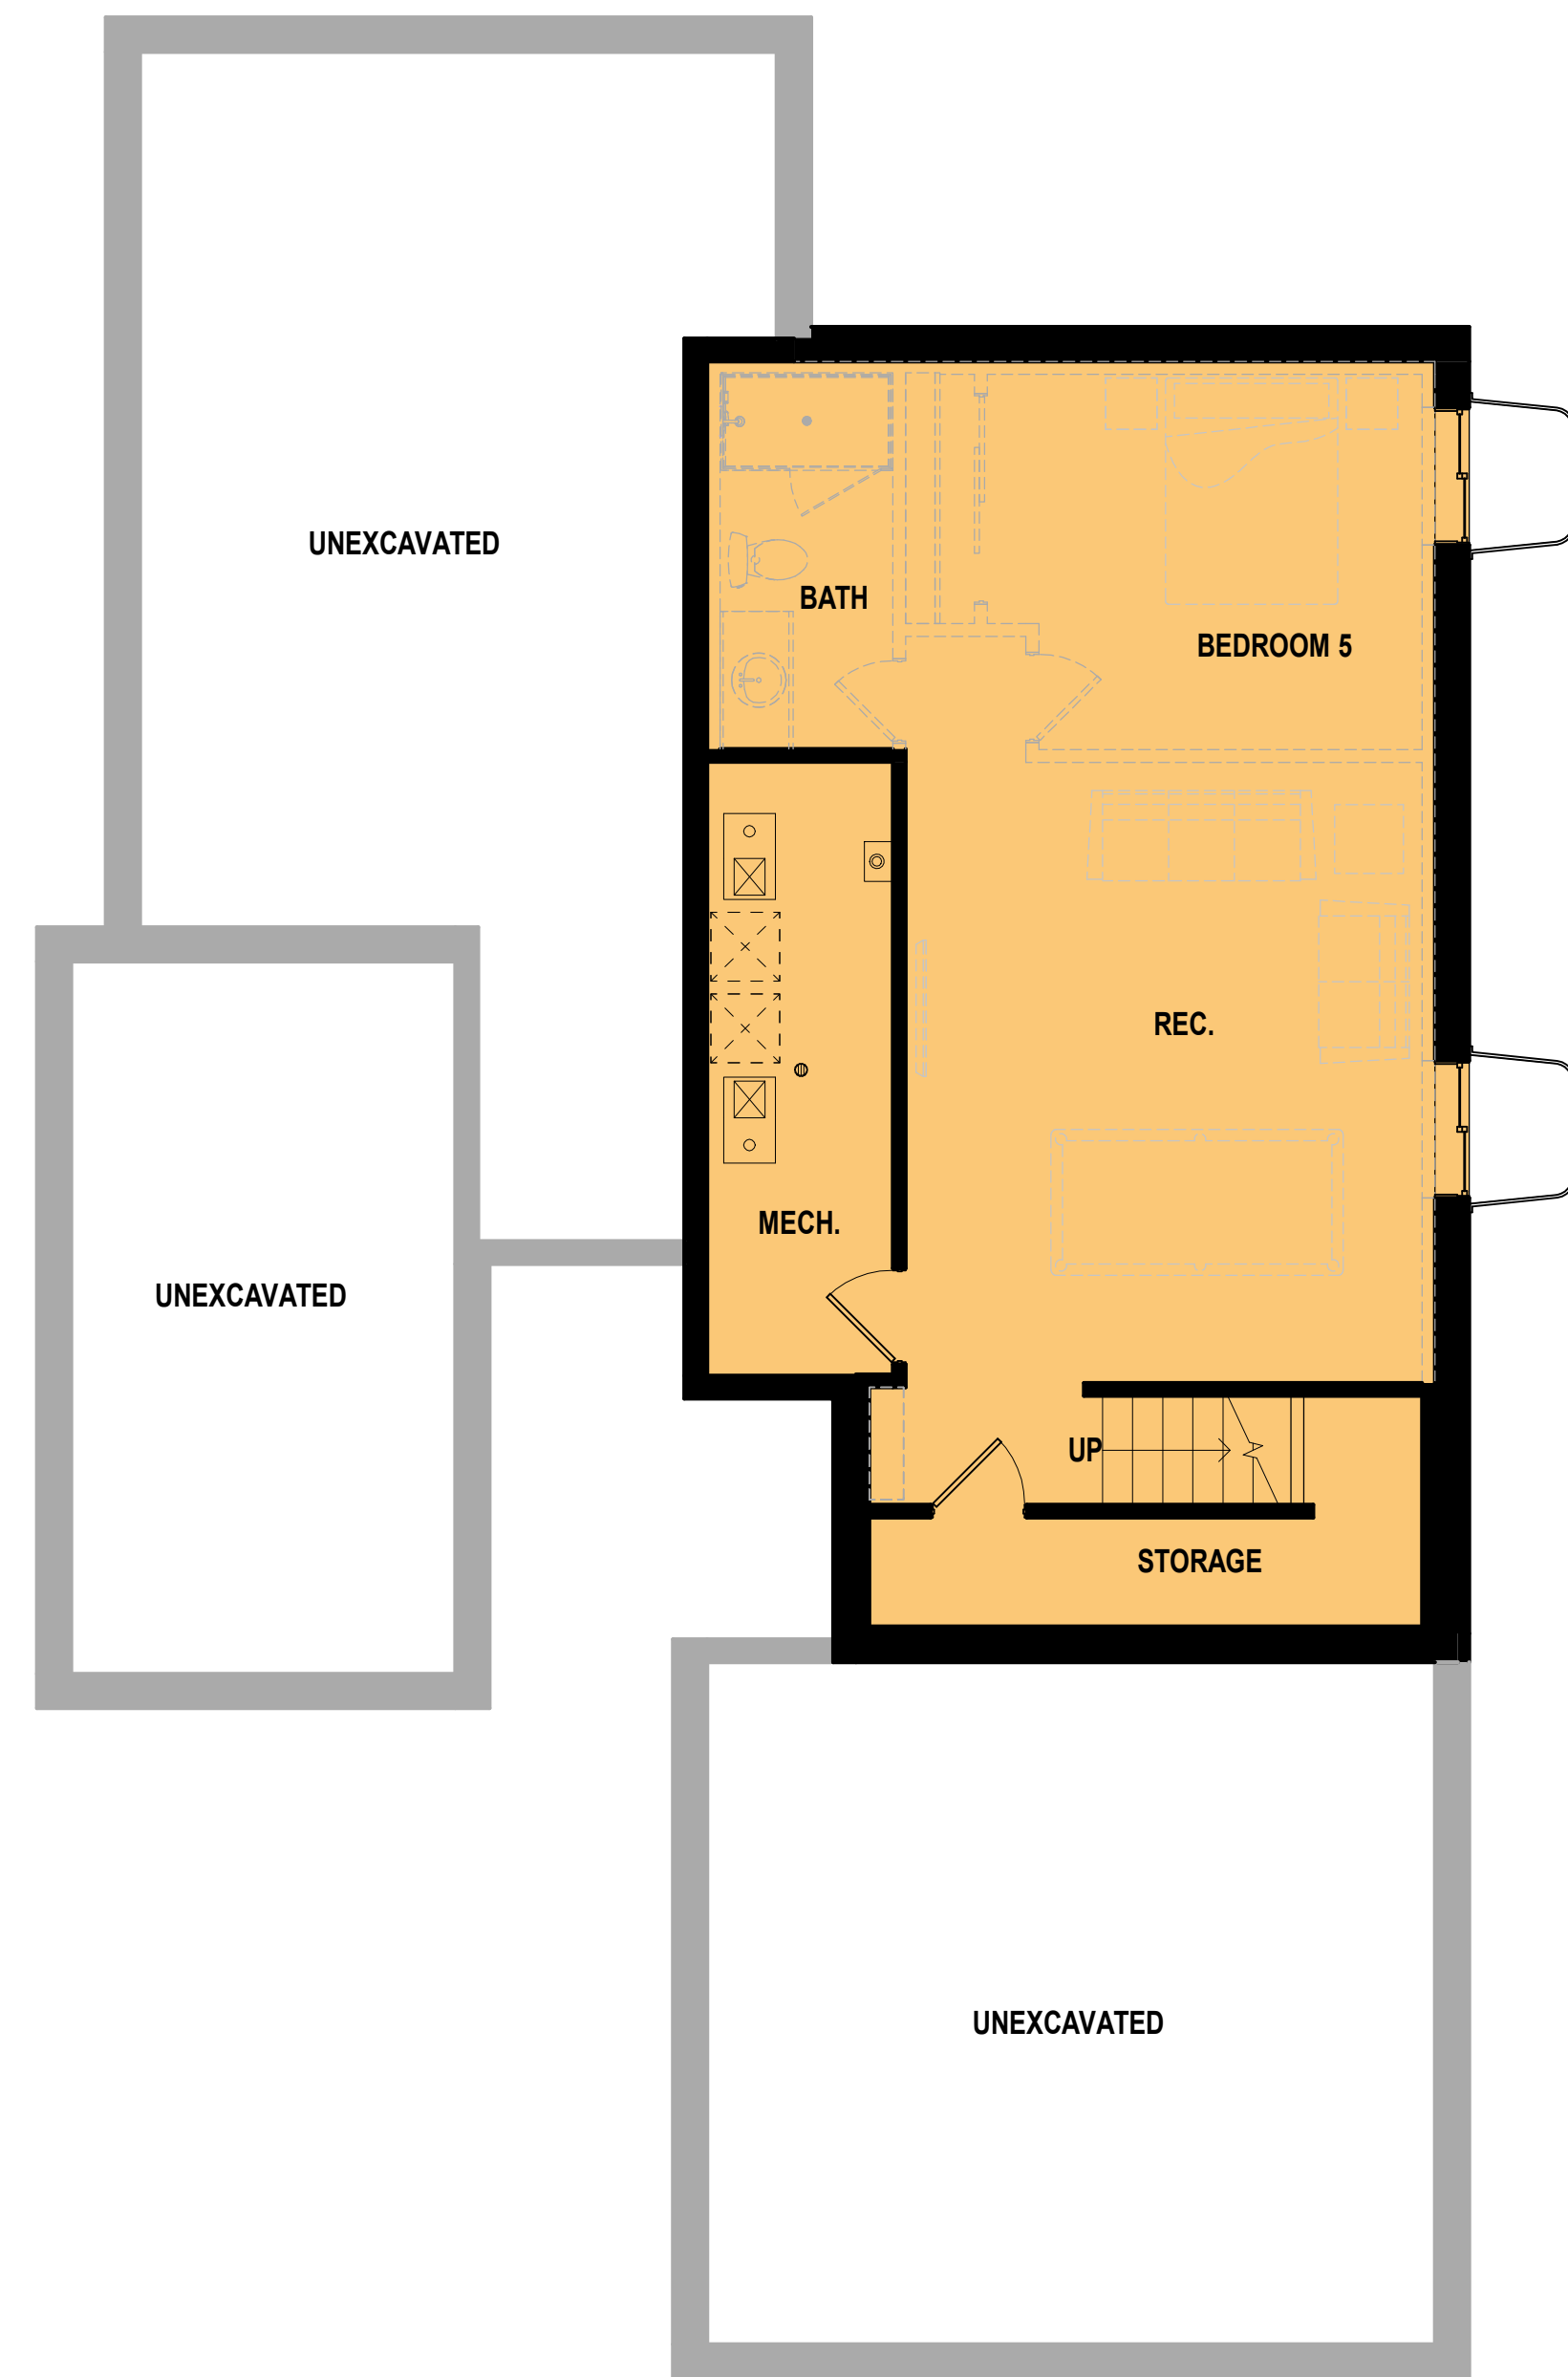 UNEXCAVATED
BATH
BEDROOM 5
REC.
MECH.
UNEXCAVATED
UP
STORAGE
UNEXCAVATED